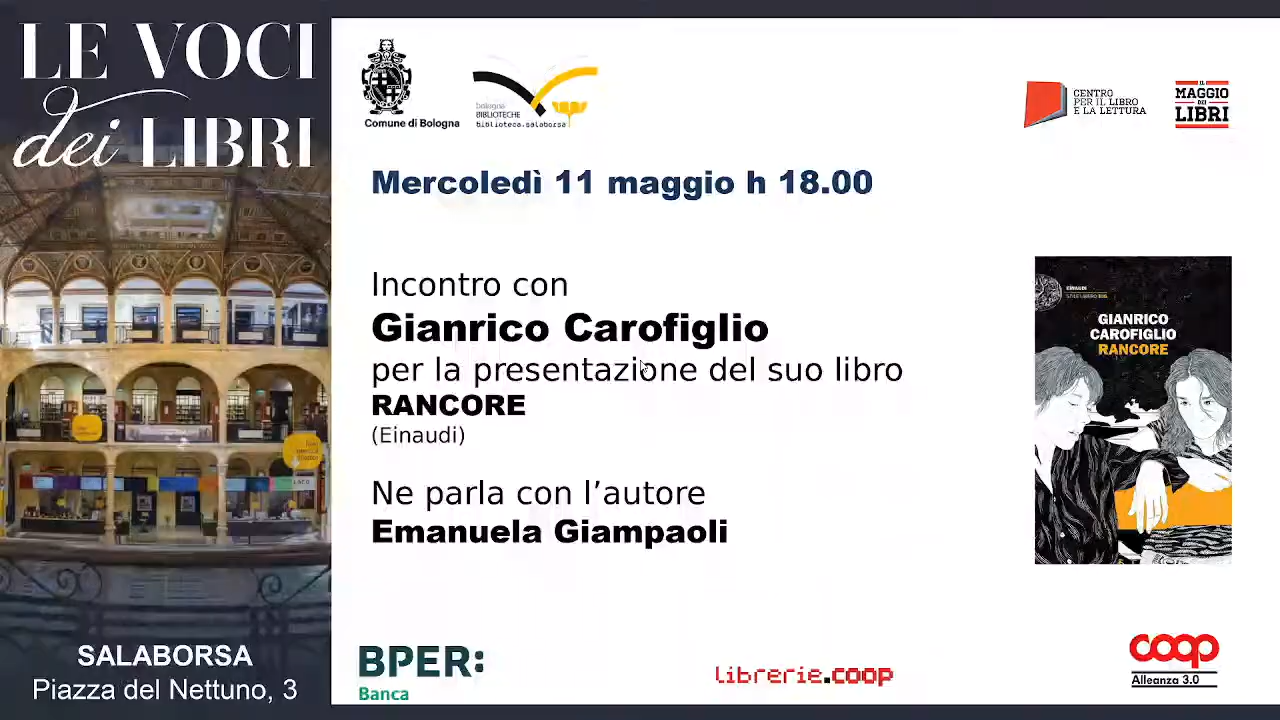 LE VOCI
dei LIBRI
SALABORSA
Piazza del Nettuno, 3
Comune di Bologna
bologna
BIBLIOTECHE
biblioteca.salaborsa
CENTRO
PER IL LIBRO
E LA LETTURA
IL
MAGGIO
DEI
LIBRI
Mercoledì 11 maggio h 18.00
Incontro con
Gianrico Carofiglio
per la presentazione del suo libro
RANCORE
(Einaudi)
Ne parla con l’autore
Emanuela Giampaoli
EINAUDI
STILE LIBERO BIG
GIANRICO
CAROFIGLIO
RANCORE
BPER:
Banca
librerie.coop
coop
Alleanza 3.0